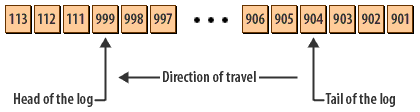 113 112 111 999 998 997 ••• 906 905 904 903 902 901
Direction of travel
Head of the log Tail of the log